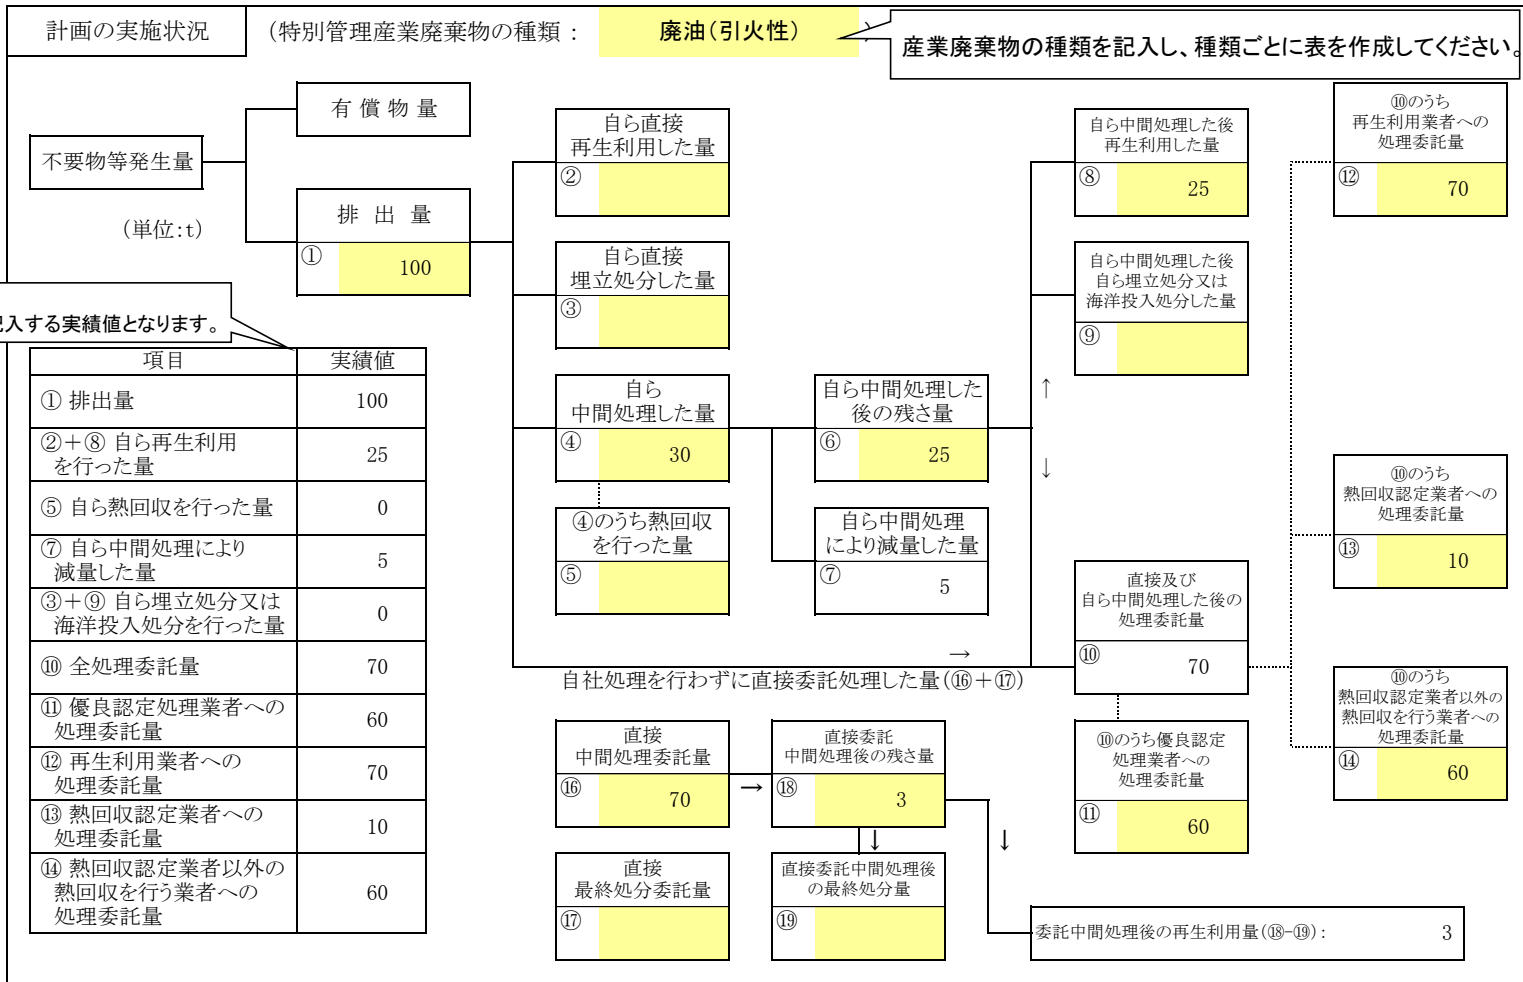 計画の実施状況
（特別管理産業廃棄物の種類：
廃油（引火性）
）
産業廃棄物の種類を記入し、種類ごとに表を作成してください。
不要物等発生量
（単位：t）
有 償 物 量
排 出 量
① 100
自ら直接
再生利用した量
②
自ら直接
埋立処分した量
③
自ら
中間処理した量
④ 30
④のうち熱回収
を行った量
⑤
自ら中間処理した
後の残さ量
⑥ 25
自ら中間処理
により減量した量
⑦ 5
自ら中間処理した後
再生利用した量
⑧ 25
自ら中間処理した後
自ら埋立処分又は
海洋投入処分した量
⑨
↑
↓
直接及び
自ら中間処理した後の
処理委託量
⑩ 70
⑩のうち優良認定
処理業者への
処理委託量
⑪ 60
⑩のうち
再生利用業者への
処理委託量
⑫ 70
⑩のうち
熱回収認定業者への
処理委託量
⑬ 10
⑩のうち
熱回収認定業者以外の
熱回収を行う業者への
処理委託量
⑭ 60
→
自社処理を行わずに直接委託処理した量（⑯＋⑰）
直接
中間処理委託量
⑯ 70
→
直接委託
中間処理後の残さ量
⑱ 3
↓
↓
直接
最終処分委託量
⑰
直接委託中間処理後
の最終処分量
⑲
委託中間処理後の再生利用量（⑱-⑲）： 3
記入する実績値となります。
項目 実績値
① 排出量 100
②＋⑧ 自ら再生利用
を行った量 25
⑤ 自ら熱回収を行った量 0
⑦ 自ら中間処理により
減量した量 5
③＋⑨ 自ら埋立処分又は
海洋投入処分を行った量 0
⑩ 全処理委託量 70
⑪ 優良認定処理業者への
処理委託量 60
⑫ 再生利用業者への
処理委託量 70
⑬ 熱回収認定業者への
処理委託量 10
⑭ 熱回収認定業者以外の
熱回収を行う業者への
処理委託量 60